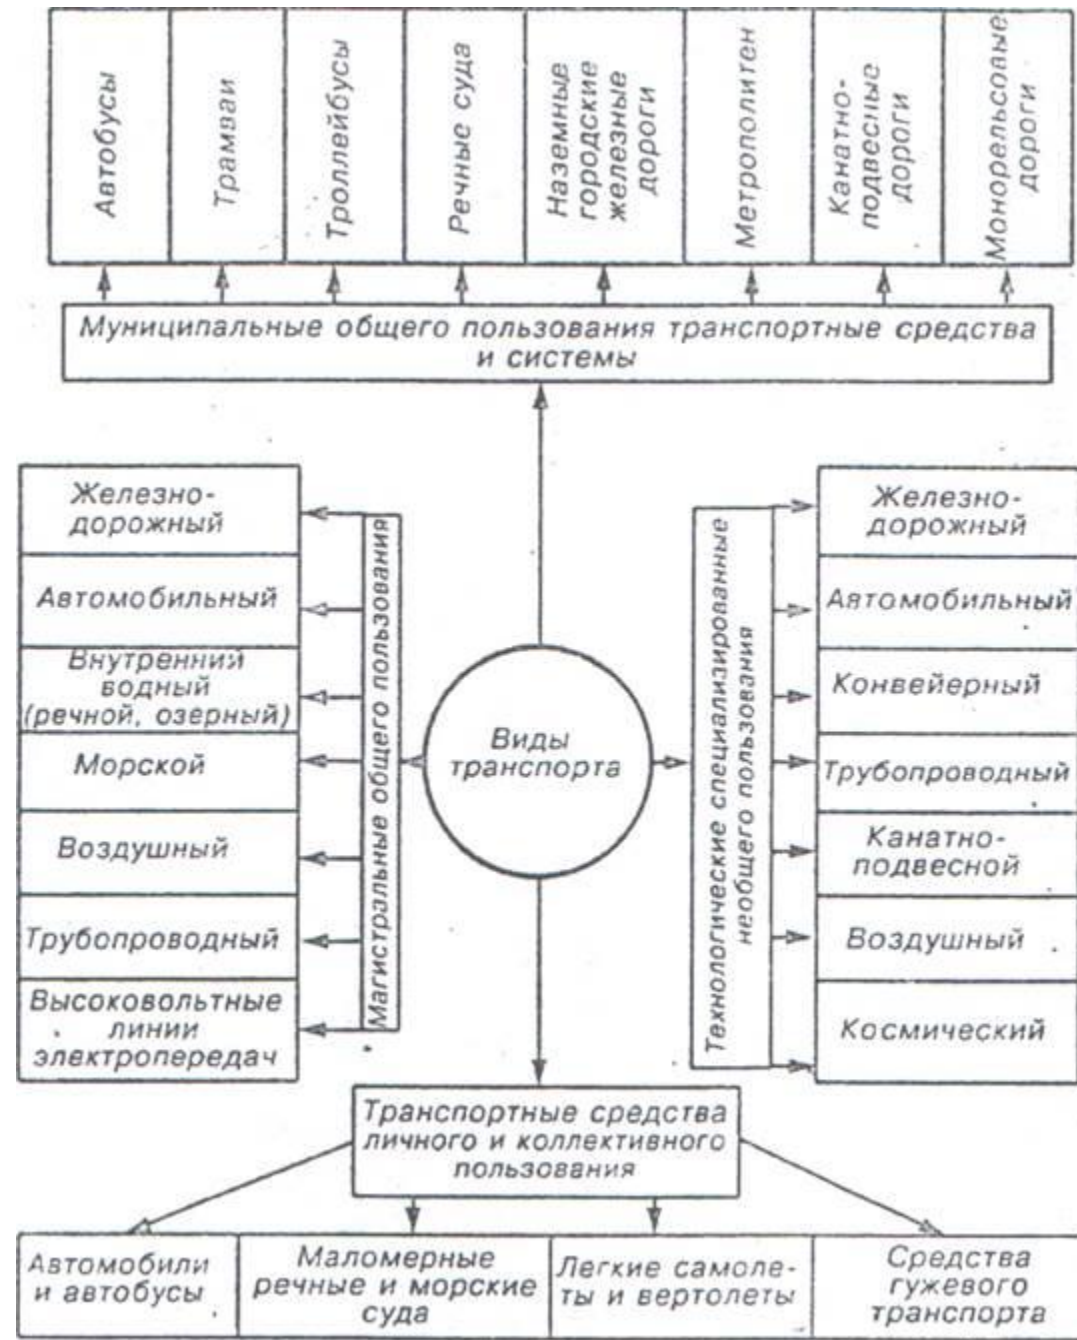 Автобусы
Трамваи
Троллейбусы
Речные суда
Наземные
городские
железные
дороги
Метрополитен
Канатно-
подвесные
дороги
Монорельсовые
дороги
Муниципальные общего пользования транспортные средства
и системы
Железно-
дорожный
Автомобильный
Внутренний
водный
(речной, озерный)
Морской
Воздушный
Трубопроводный
Высоковольтные
линии
электропередач
Магистральные общего пользования
Виды
транспорта
Технологические специализированные
необщего пользования
Железно-
дорожный
Автомобильный
Конвейерный
Трубопроводный
Канатно-
подвесной
Воздушный
Космический
Транспортные средства
личного и коллективного
пользования
Автомобили
и автобусы
Маломерные
речные и морские
суда
Легкие самоле-
ты и вертолеты
Средства
гужевого
транспорта